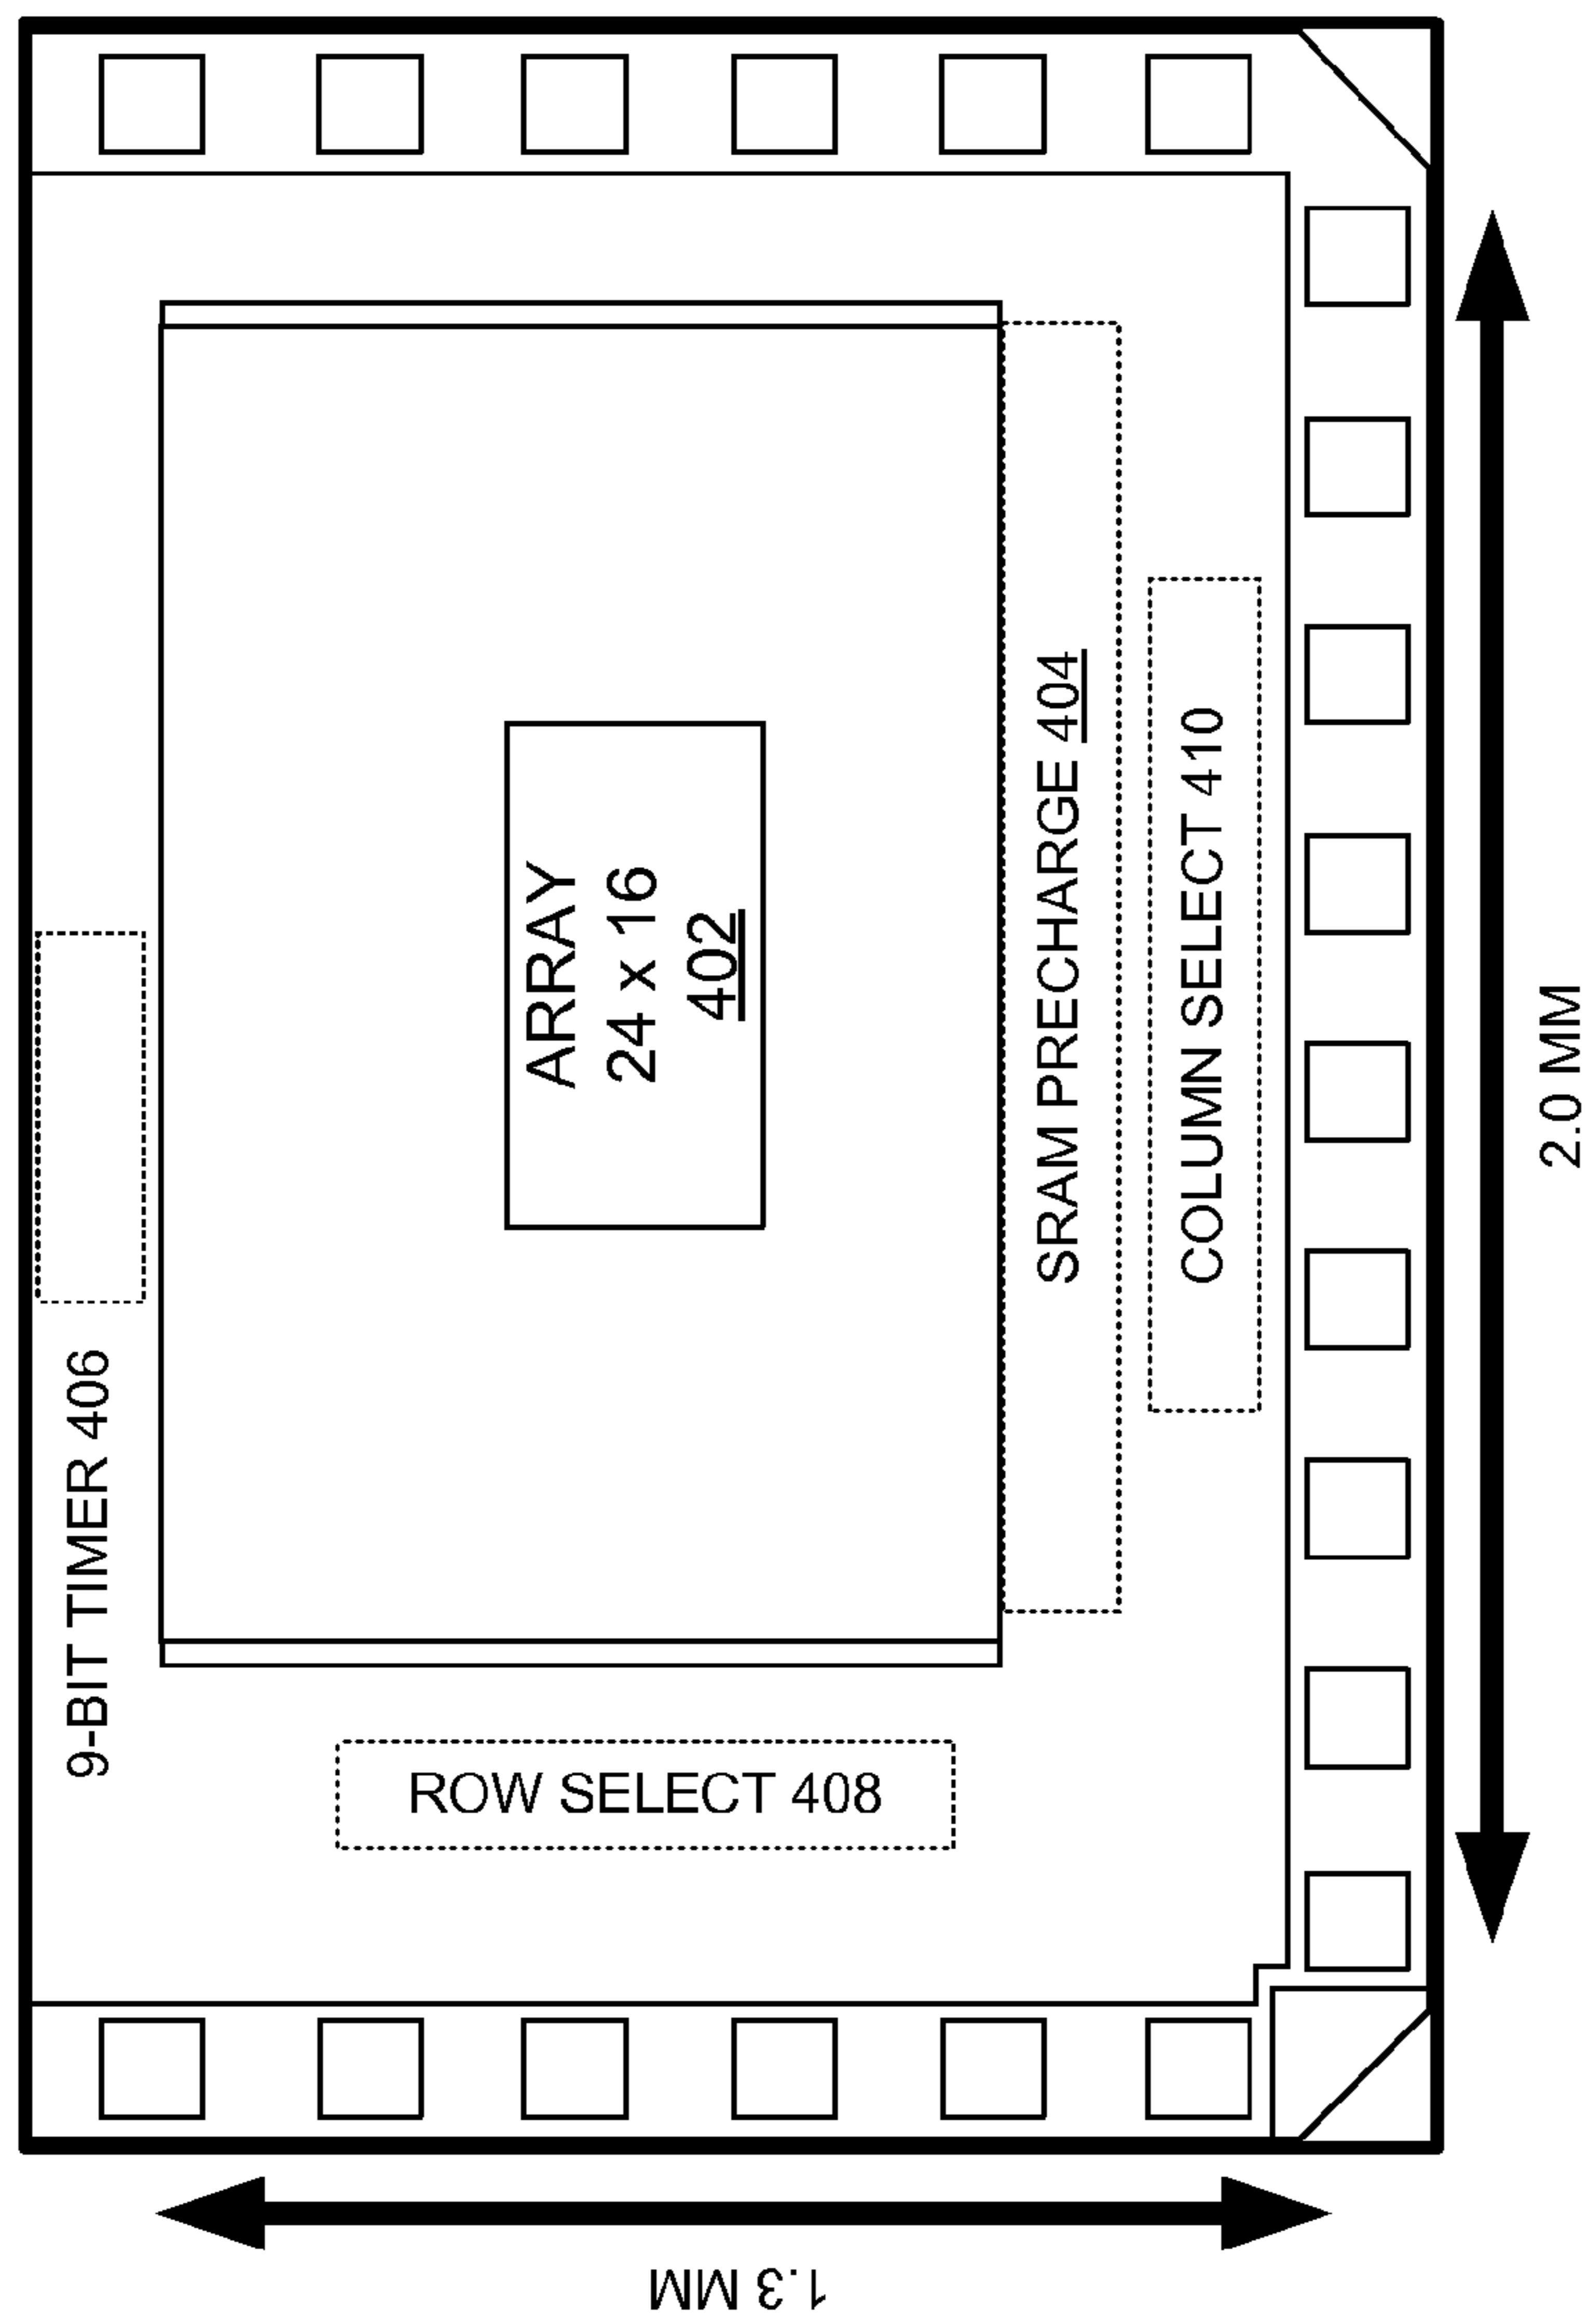 9-BIT TIMER 406
ARRAY
24 x 16
402
SRAM PRECHARGE 404
COLUMN SELECT 410
ROW SELECT 408
2.0 MM
1.3 MM